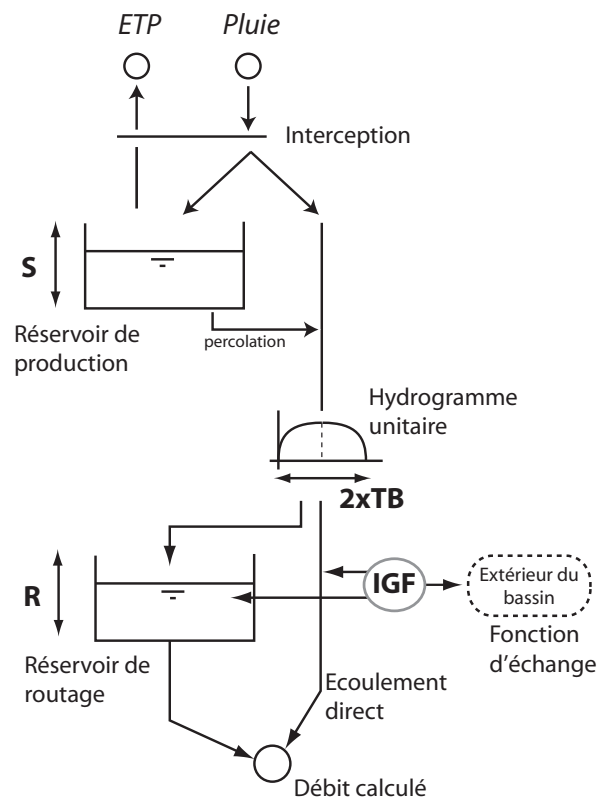 ETP
Pluie
Interception
S
Réservoir de
production
percolation
Hydrogramme
unitaire
2xTB
R
IGF
Extérieur du
bassin
Fonction
d'échange
Réservoir de
routage
Ecoulement
direct
Débit calculé